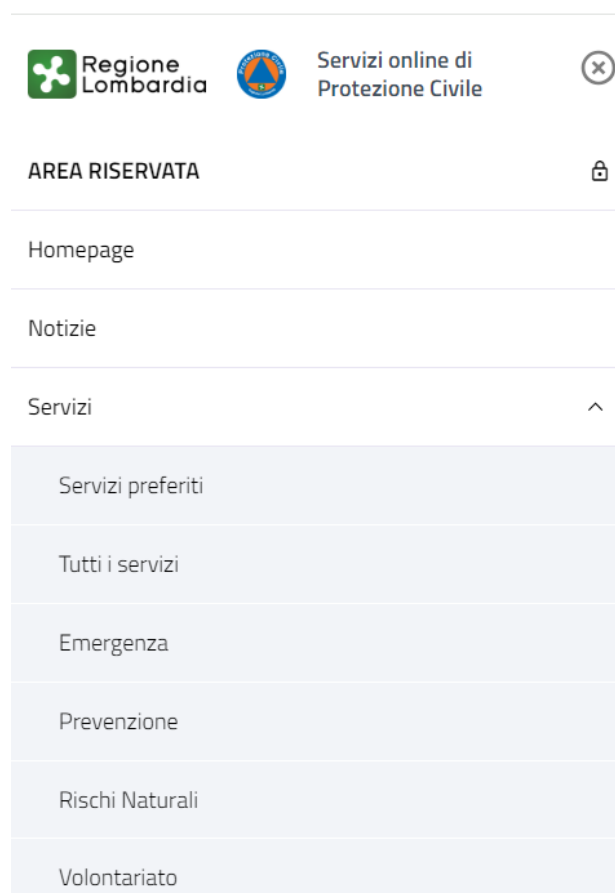 Regione
Lombardia
Servizi online di
Protezione Civile
AREA RISERVATA
Homepage
Notizie
Servizi
Servizi preferiti
Tutti i servizi
Emergenza
Prevenzione
Rischi Naturali
Volontariato